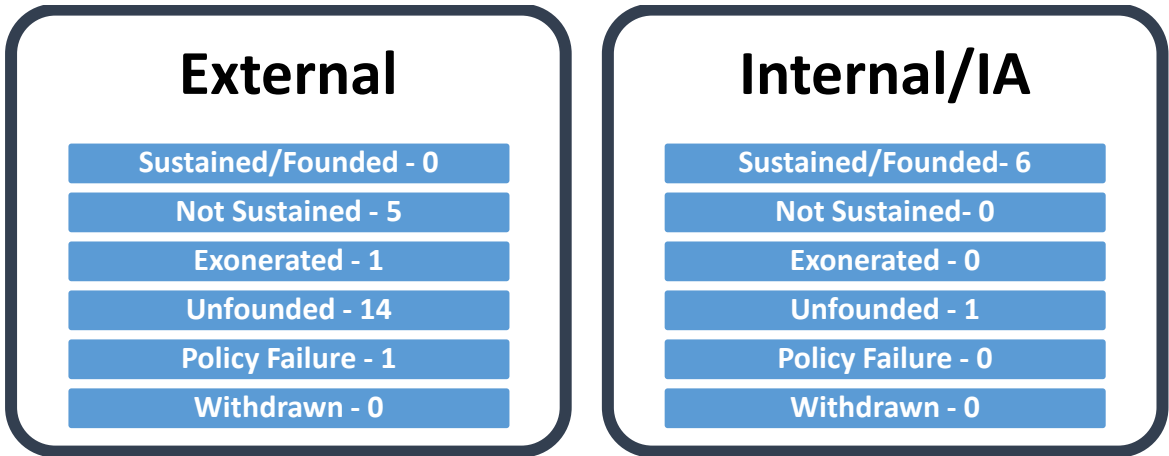 External
Sustained/Founded - 0
Not Sustained - 5
Exonerated - 1
Unfounded - 14
Policy Failure - 1
Withdrawn - 0
Internal/IA
Sustained/Founded- 6
Not Sustained- 0
Exonerated - 0
Unfounded - 1
Policy Failure - 0
Withdrawn - 0